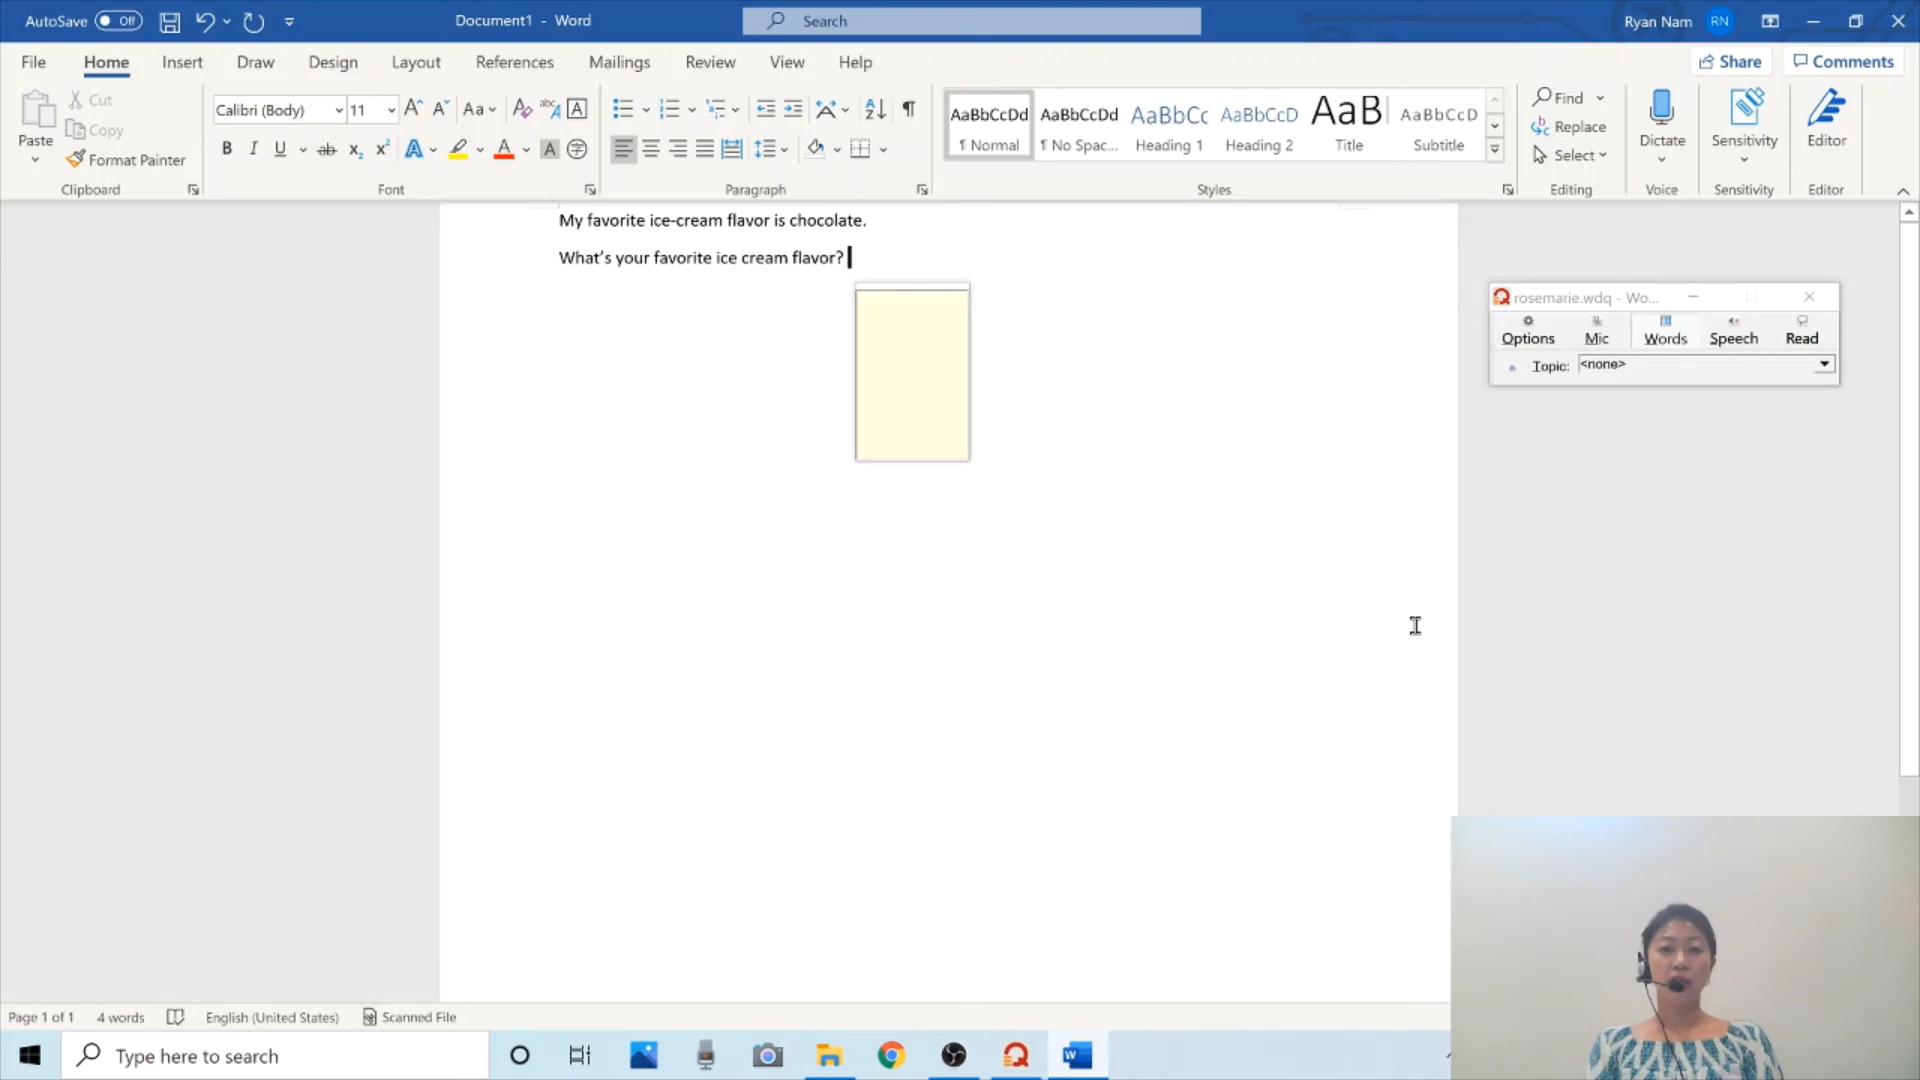 AutoSave Off Document1 - Word Search Ryan Nam RN
File Home Insert Draw Design Layout References Mailings Review View Help Share Comments
Paste Cut Copy Format Painter Clipboard
Calibri (Body) 11 Aa Font
Paragraph
AaBbCcDd AaBbCcDd AaBbCc AaBbCcD AaB AaBbCcD
¶ Normal ¶ No Spac... Heading 1 Heading 2 Title Subtitle
Styles
Find
Replace
Select
Editing
Dictate
Voice
Sensitivity
Sensitivity
Editor
Editor
My favorite ice-cream flavor is chocolate.
What's your favorite ice cream flavor?
rosemarie.wdq - Wo...
Options Mic Words Speech Read
Topic: <none>
Page 1 of 1 4 words English (United States) Scanned File
Type here to search